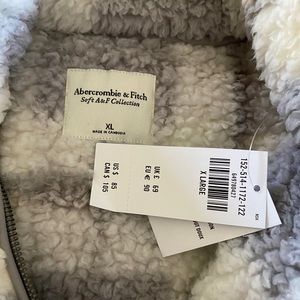 Abercrombie & Fitch
Soft A&F Collection
XL
MADE IN CAMBODIA
152-514-1172-122
649780427
X LARGE
UK £ 69
EU € 90
US $ 85
CAN $ 105